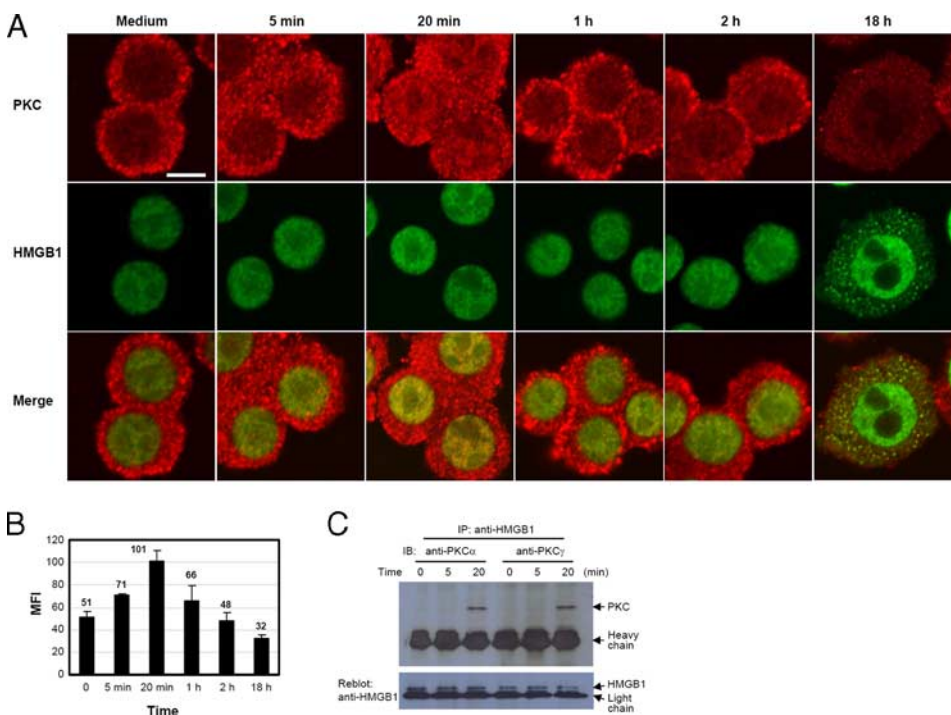 A
Medium 5 min 20 min 1 h 2 h 18 h
PKC
HMGB1
Merge
B
MFI
120
100
80
60
40
20
0
51 71 101 66 48 32
0 5 min 20 min 1 h 2 h 18 h
Time
C
IP: anti-HMGB1
IB: anti-PKCα anti-PKCγ
Time 0 5 20 0 5 20 (min)
PKC
Heavy
chain
Reblot:
anti-HMGB1
HMGB1
Light
chain